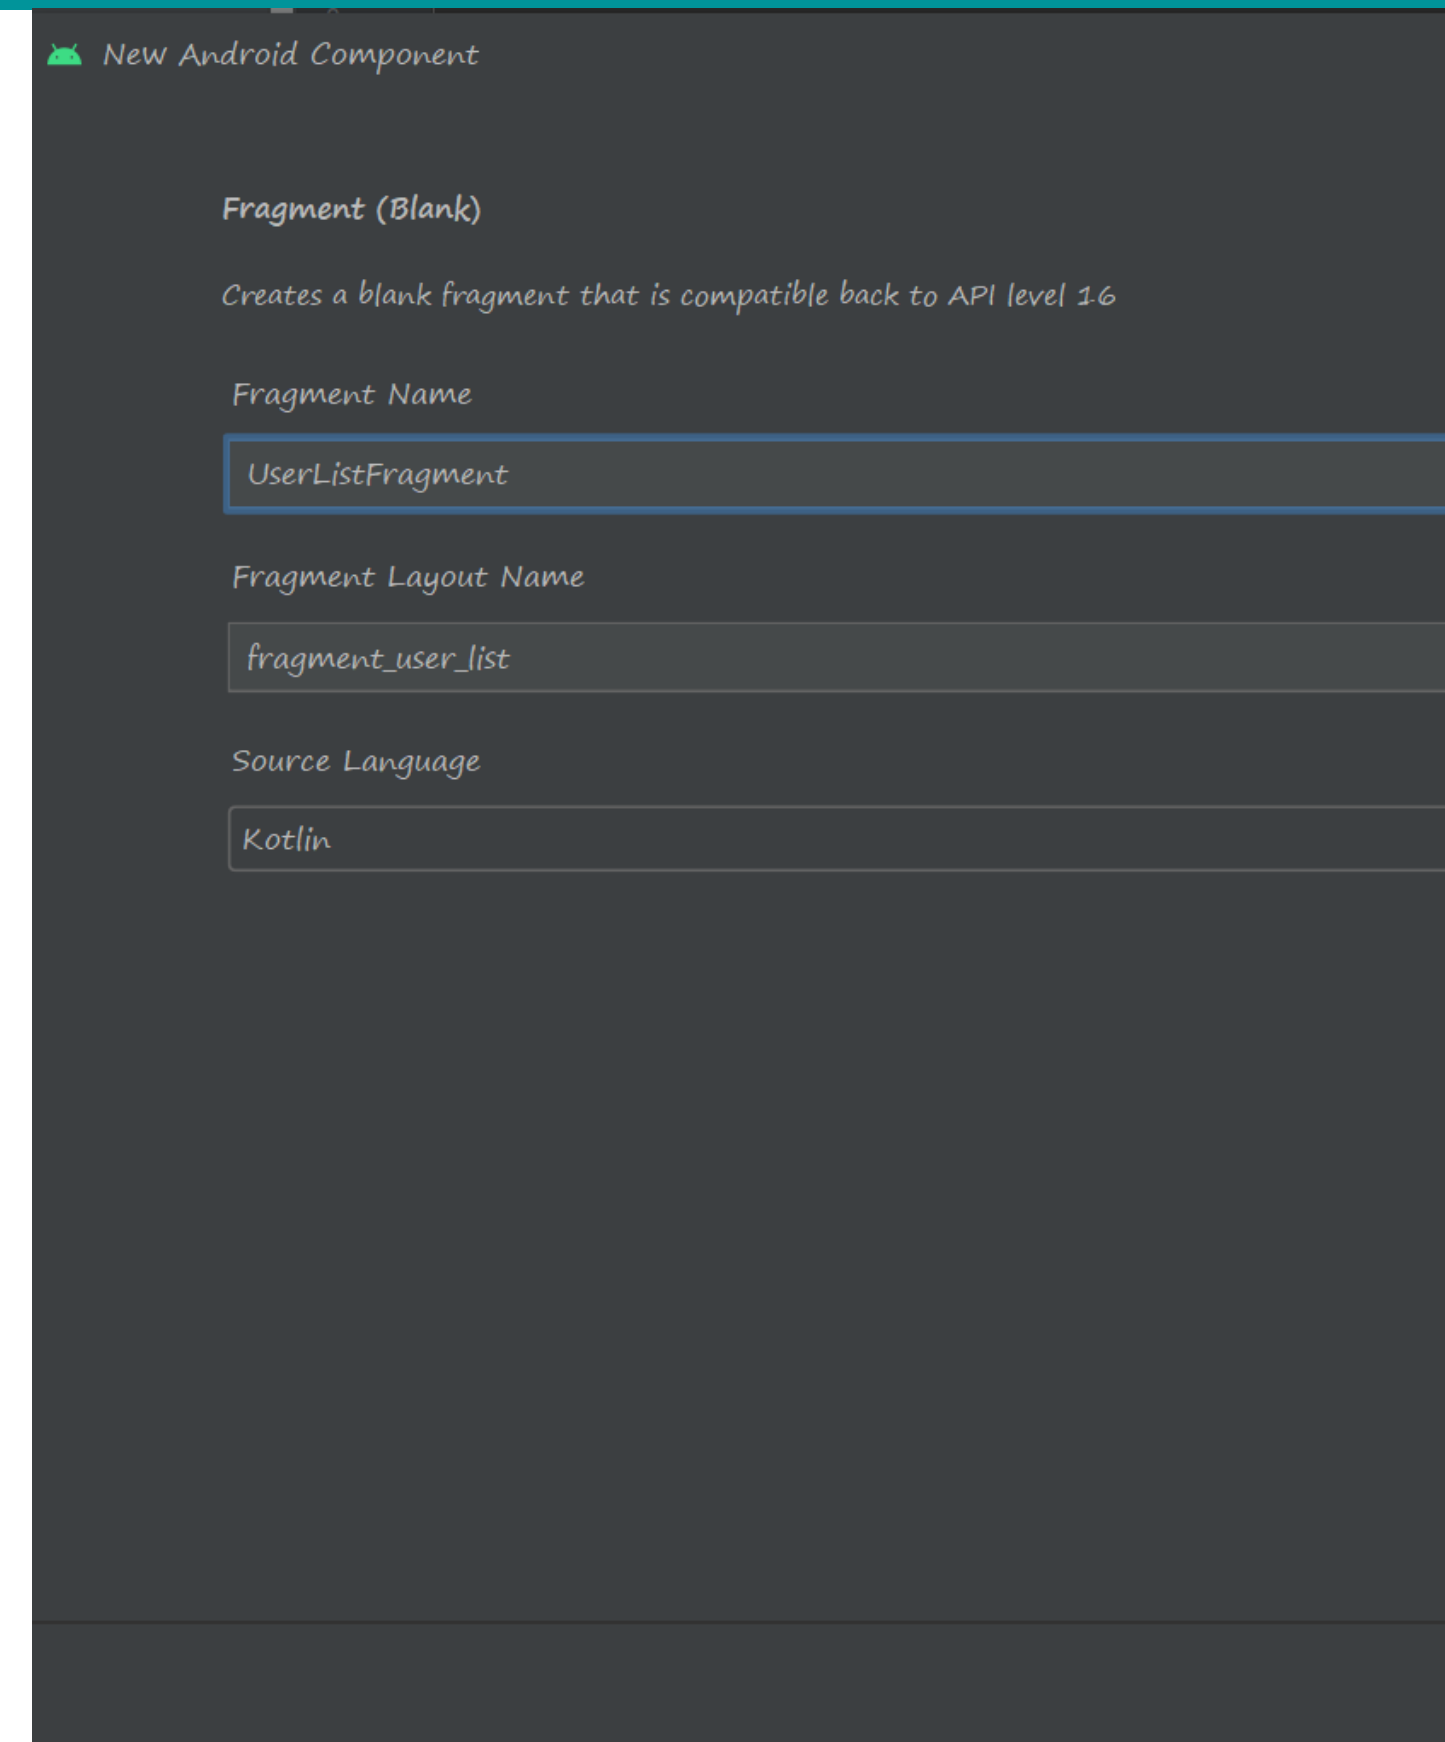 New Android Component
Fragment (Blank)
Creates a blank fragment that is compatible back to API level 16
Fragment Name
UserListFragment
Fragment Layout Name
fragment_user_list
Source Language
Kotlin